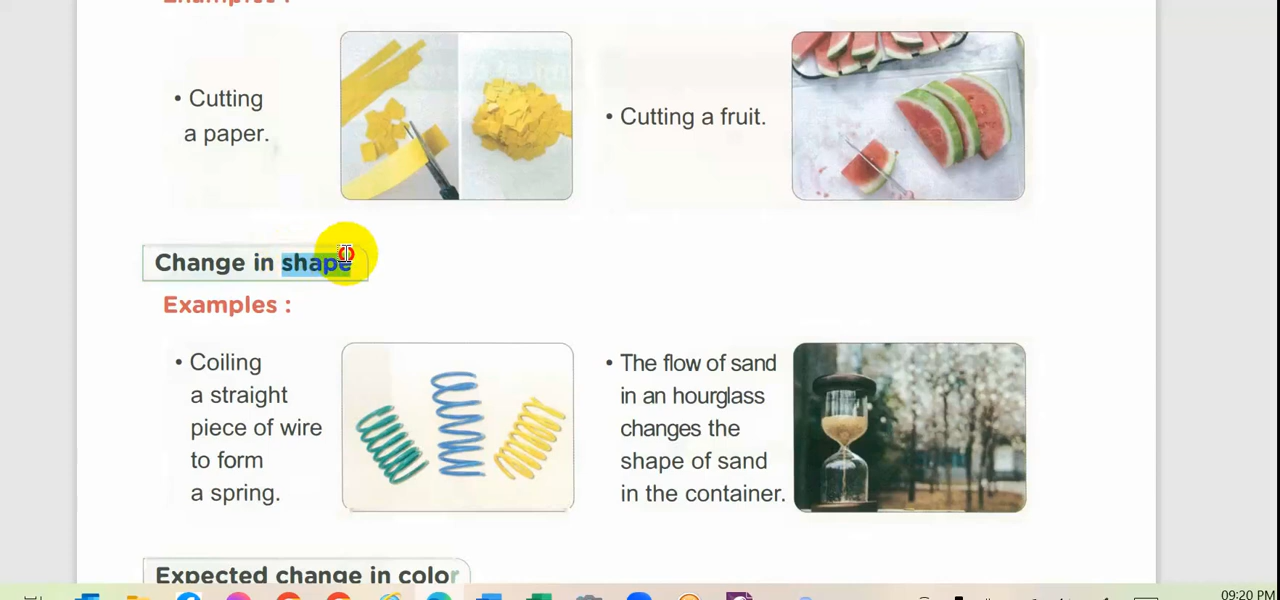 Examples :
• Cutting
a paper.
• Cutting a fruit.
Change in shape
Examples :
• Coiling
a straight
piece of wire
to form
a spring.
• The flow of sand
in an hourglass
changes the
shape of sand
in the container.
Expected change in color
09:20 PM